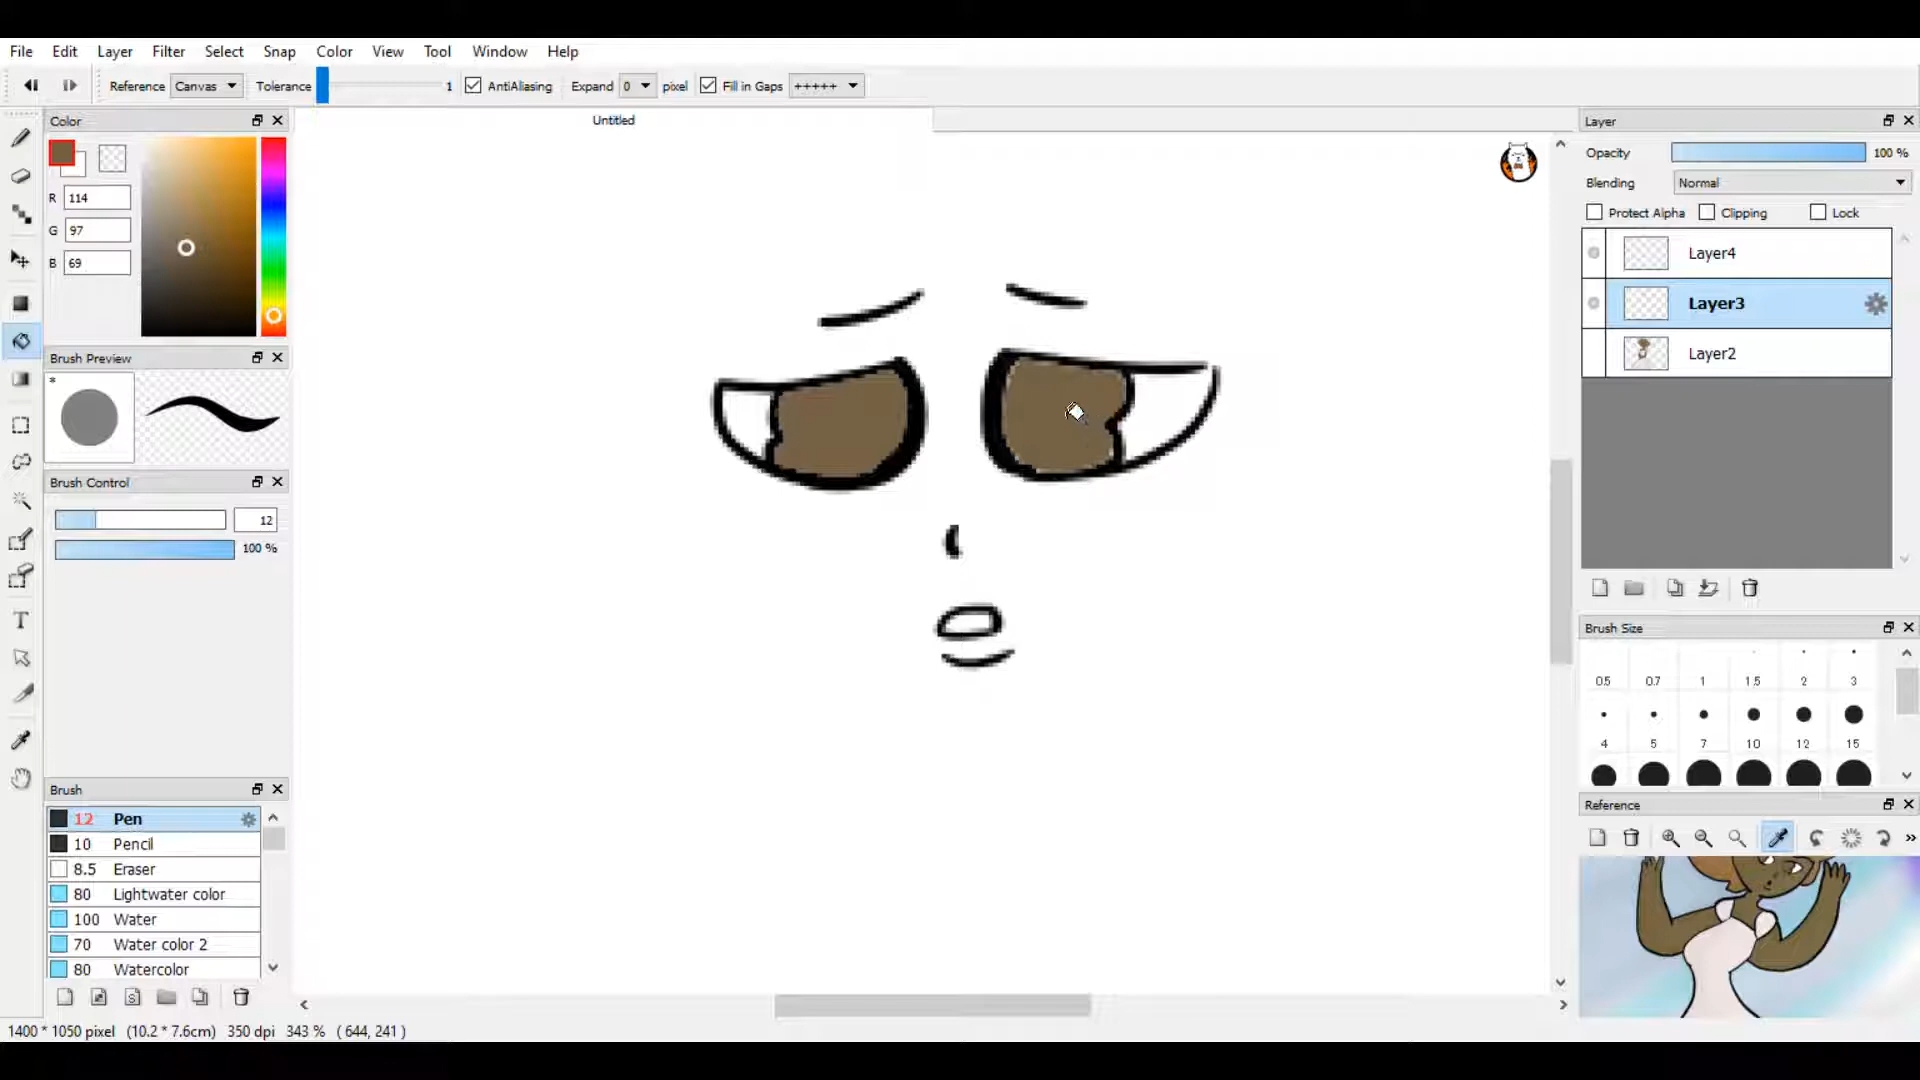 File Edit Layer Filter Select Snap Color View Tool Window Help
Reference Canvas Tolerance 1 AntiAliasing Expand 0 pixel Fill in Gaps +++++
Color
R 114
G 97
B 69
Brush Preview
*
Brush Control
12
100 %
Brush
12 Pen
10 Pencil
8.5 Eraser
80 Lightwater color
100 Water
70 Water color 2
80 Watercolor
S
T
Untitled
Layer
Opacity 100 %
Blending Normal
Protect Alpha Clipping Lock
Layer4
Layer3
Layer2
Brush Size
0.5 0.7 1 1.5 2 3
4 5 7 10 12 15
Reference
»
1400 * 1050 pixel (10.2 * 7.6cm) 350 dpi 343 % ( 644, 241 )